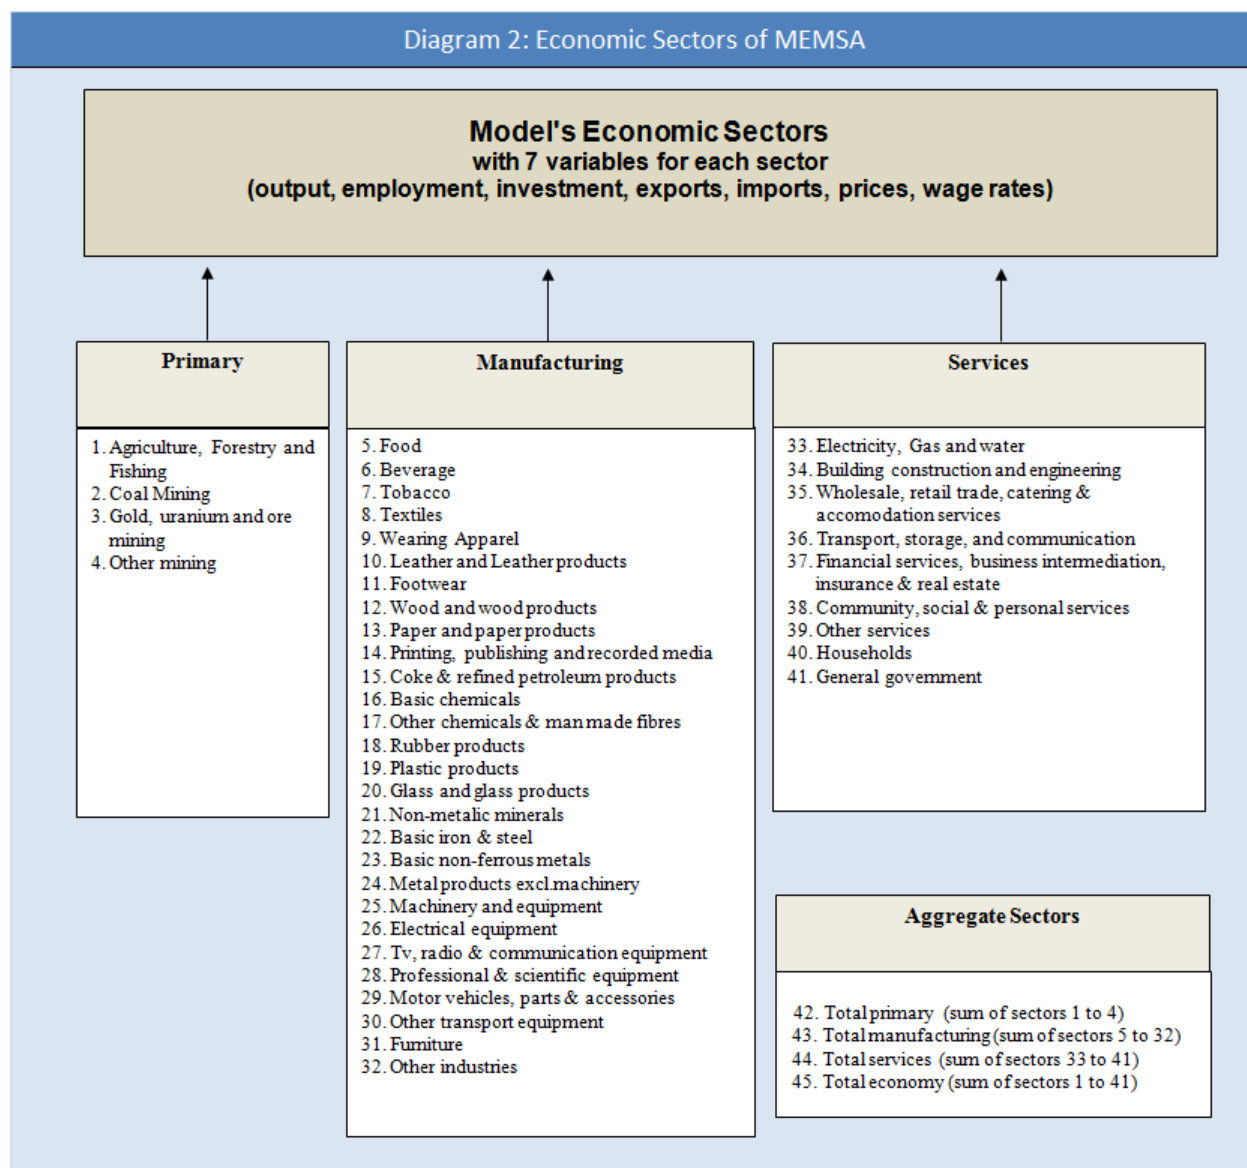 Diagram 2: Economic Sectors of MEMSA
Model's Economic Sectors
with 7 variables for each sector
(output, employment, investment, exports, imports, prices, wage rates)
Primary
1. Agriculture, Forestry and
Fishing
2. Coal Mining
3. Gold, uranium and ore
mining
4. Other mining
Manufacturing
5. Food
6. Beverage
7. Tobacco
8. Textiles
9. Wearing Apparel
10. Leather and Leather products
11. Footwear
12. Wood and wood products
13. Paper and paper products
14. Printing, publishing and recorded media
15. Coke & refined petroleum products
16. Basic chemicals
17. Other chemicals & man made fibres
18. Rubber products
19. Plastic products
20. Glass and glass products
21. Non-metalic minerals
22. Basic iron & steel
23. Basic non-ferrous metals
24. Metal products excl.machinery
25. Machinery and equipment
26. Electrical equipment
27. Tv, radio & communication equipment
28. Professional & scientific equipment
29. Motor vehicles, parts & accessories
30. Other transport equipment
31. Furniture
32. Other industries
Services
33. Electricity, Gas and water
34. Building construction and engineering
35. Wholesale, retail trade, catering &
accomodation services
36. Transport, storage, and communication
37. Financial services, business intermediation,
insurance & real estate
38. Community, social & personal services
39. Other services
40. Households
41. General government
Aggregate Sectors
42. Total primary (sum of sectors 1 to 4)
43. Total manufacturing (sum of sectors 5 to 32)
44. Total services (sum of sectors 33 to 41)
45. Total economy (sum of sectors 1 to 41)